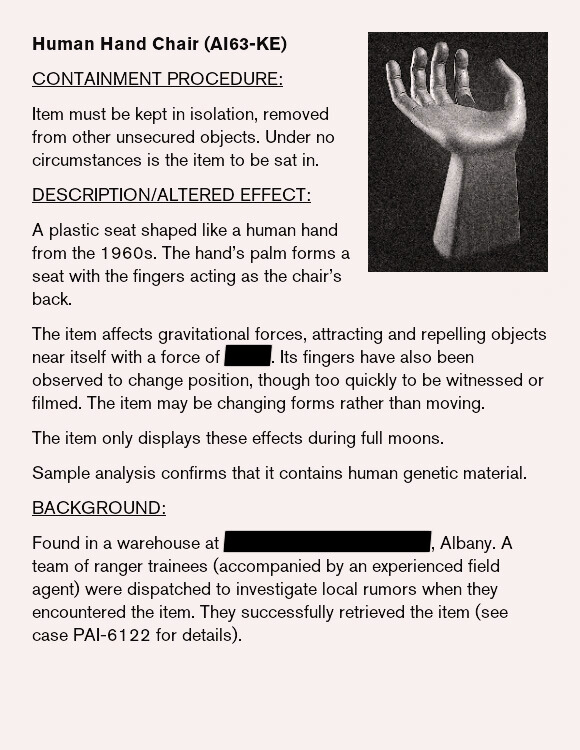 Human Hand Chair (AI63-KE)
CONTAINMENT PROCEDURE:
Item must be kept in isolation, removed
from other unsecured objects. Under no
circumstances is the item to be sat in.
DESCRIPTION/ALTERED EFFECT:
A plastic seat shaped like a human hand
from the 1960s. The hand’s palm forms a
seat with the fingers acting as the chair’s
back.
The item affects gravitational forces, attracting and repelling objects
near itself with a force of . Its fingers have also been
observed to change position, though too quickly to be witnessed or
filmed. The item may be changing forms rather than moving.
The item only displays these effects during full moons.
Sample analysis confirms that it contains human genetic material.
BACKGROUND:
Found in a warehouse at , Albany. A
team of ranger trainees (accompanied by an experienced field
agent) were dispatched to investigate local rumors when they
encountered the item. They successfully retrieved the item (see
case PAI-6122 for details).